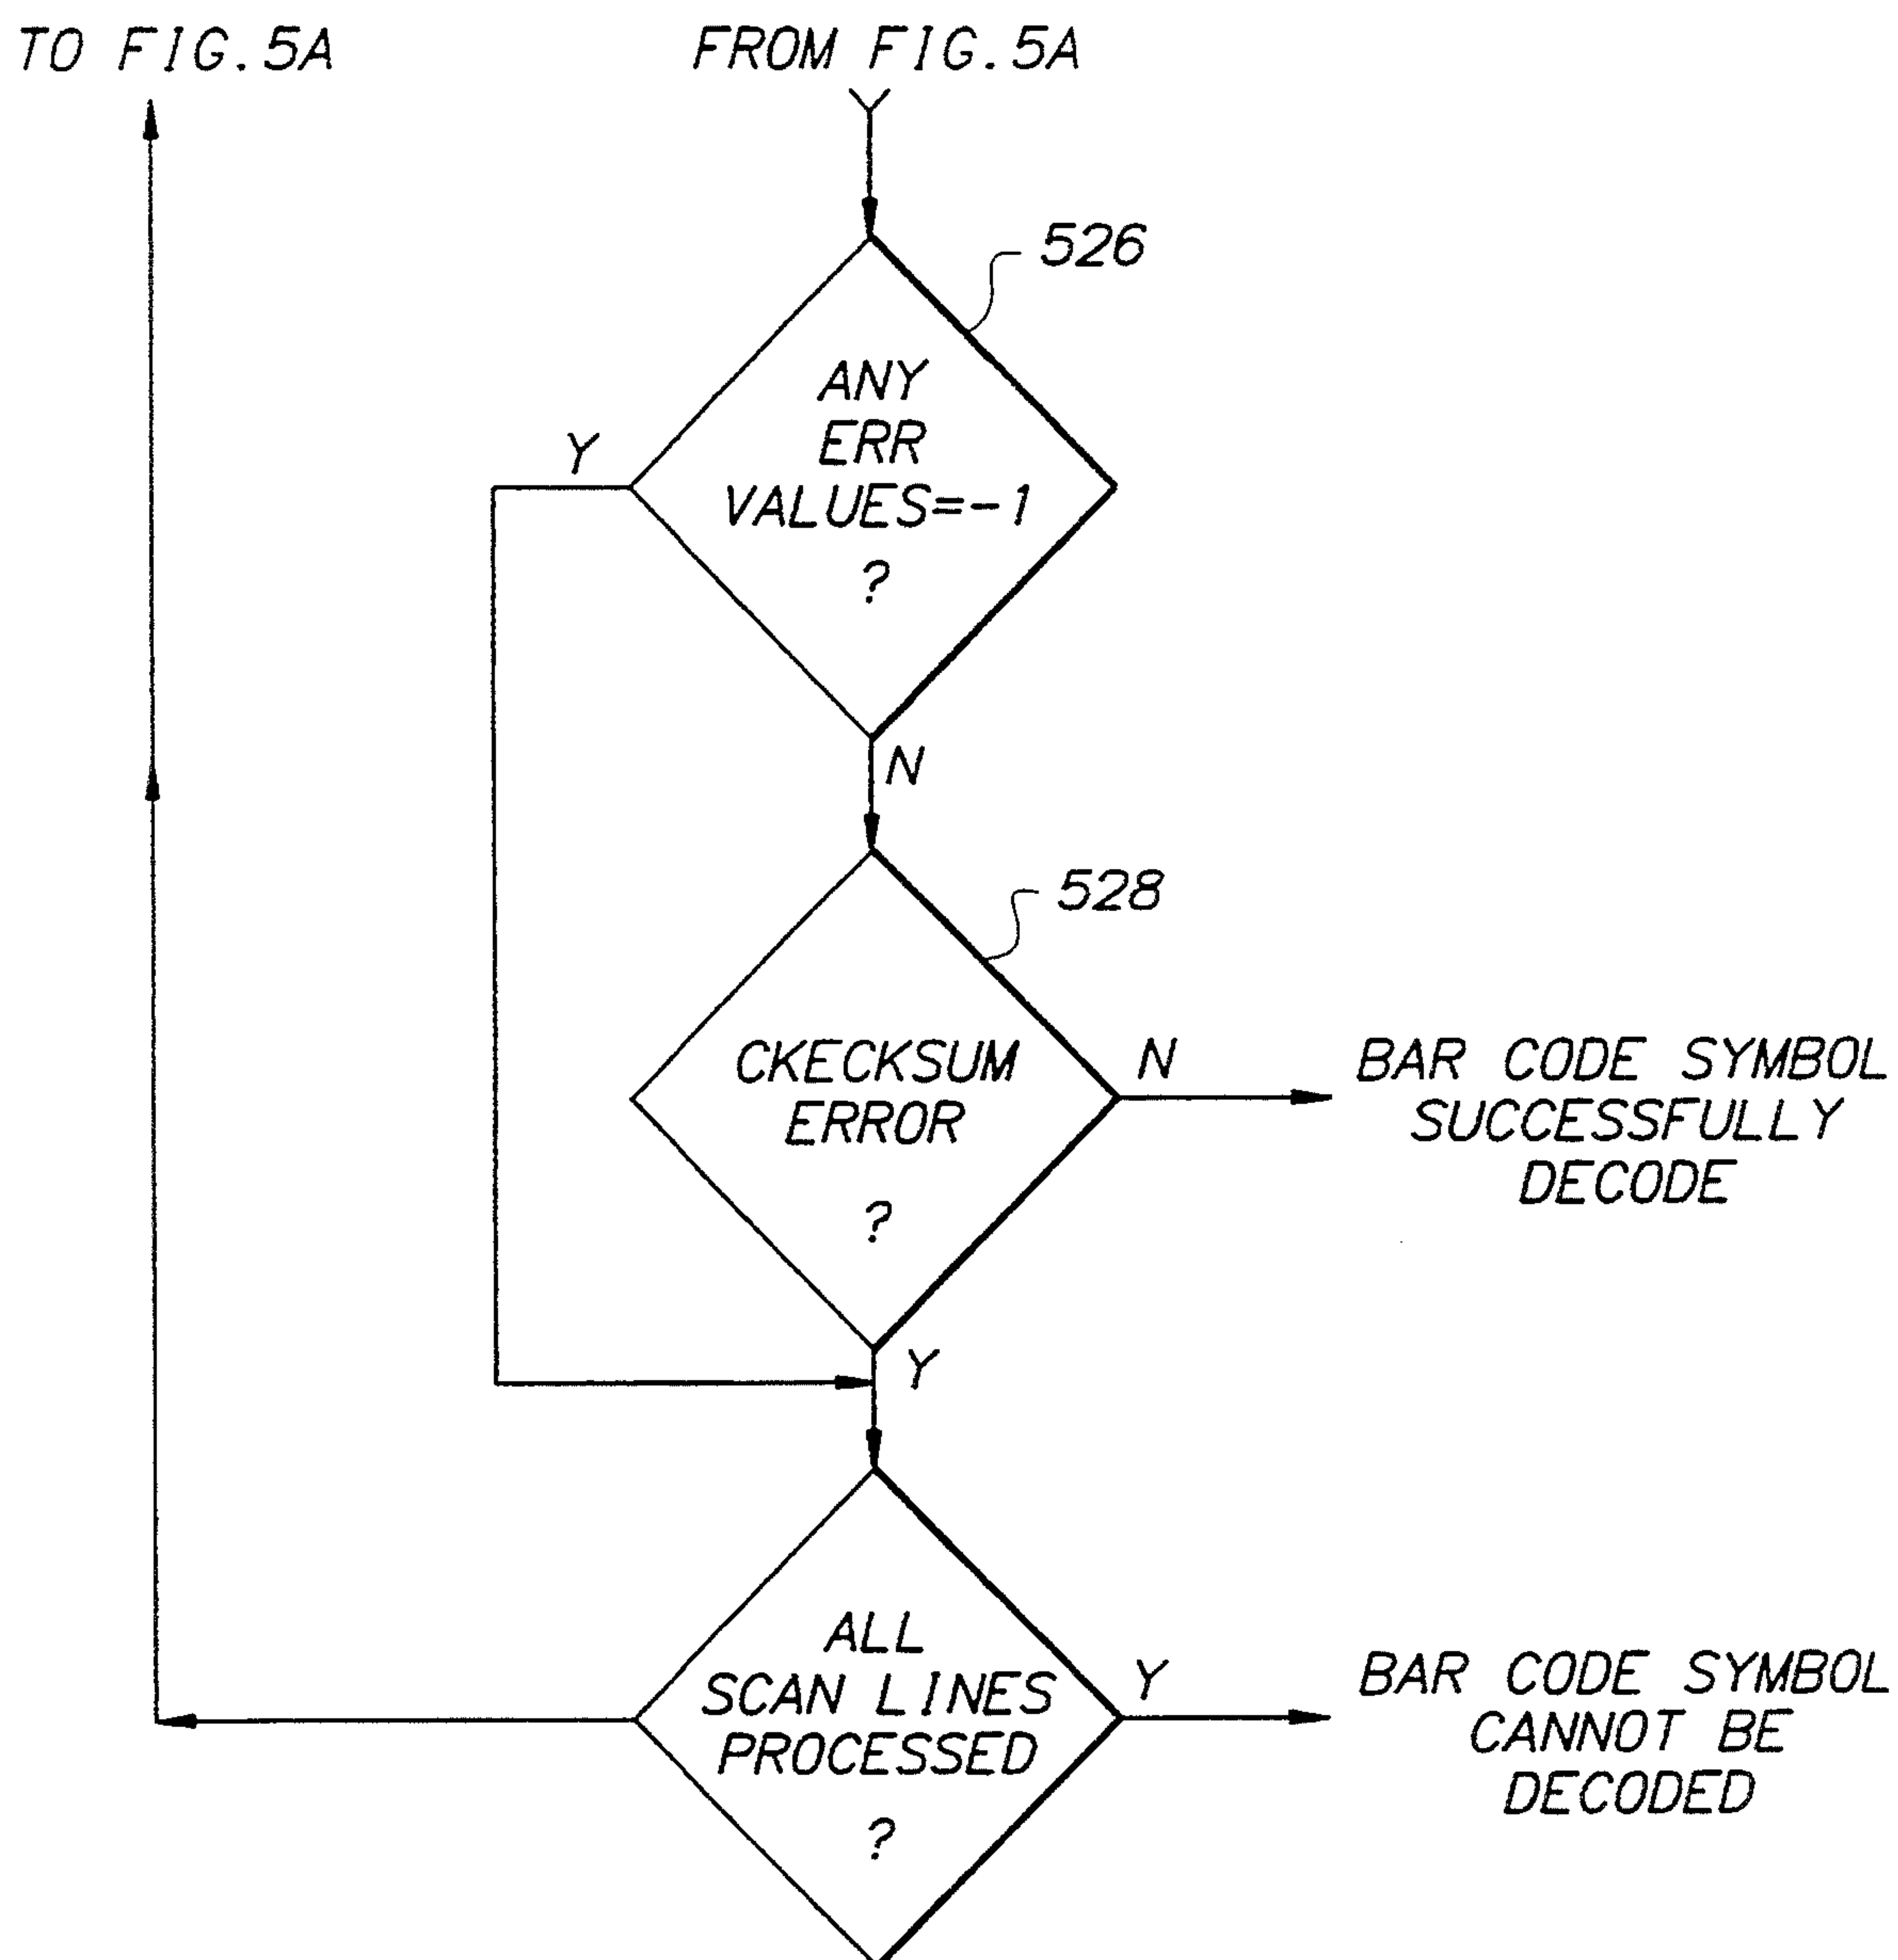 TO FIG. 5A
FROM FIG. 5A
526
ANY
ERR
VALUES=-1
?
Y
N
528
CKECKSUM
ERROR
?
N
BAR CODE SYMBOL
SUCCESSFULLY
DECODE
Y
ALL
SCAN LINES
PROCESSED
?
Y
BAR CODE SYMBOL
CANNOT BE
DECODED